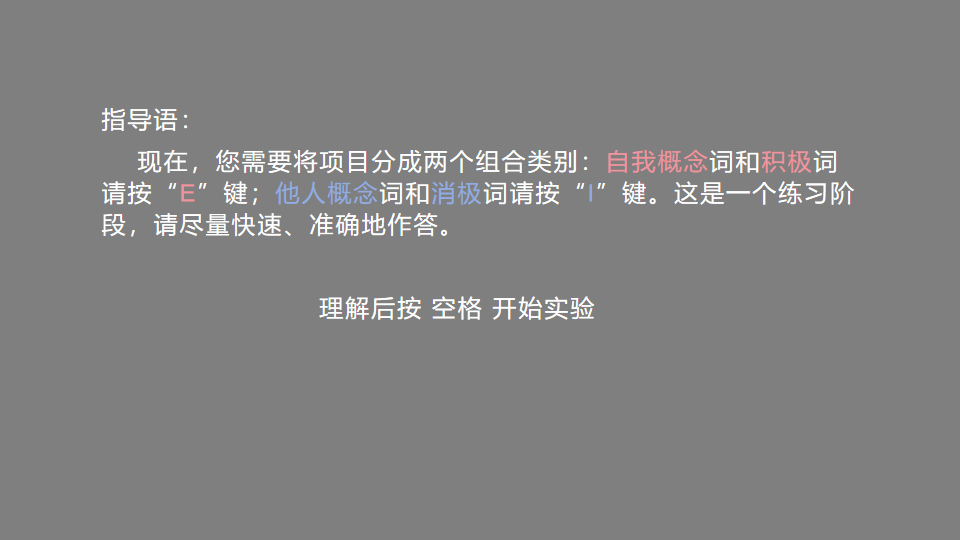 指导语：
现在，您需要将项目分成两个组合类别：自我概念词和积极词
请按“E”键；他人概念词和消极词请按“I”键。这是一个练习阶
段，请尽量快速、准确地作答。
理解后按 空格 开始实验